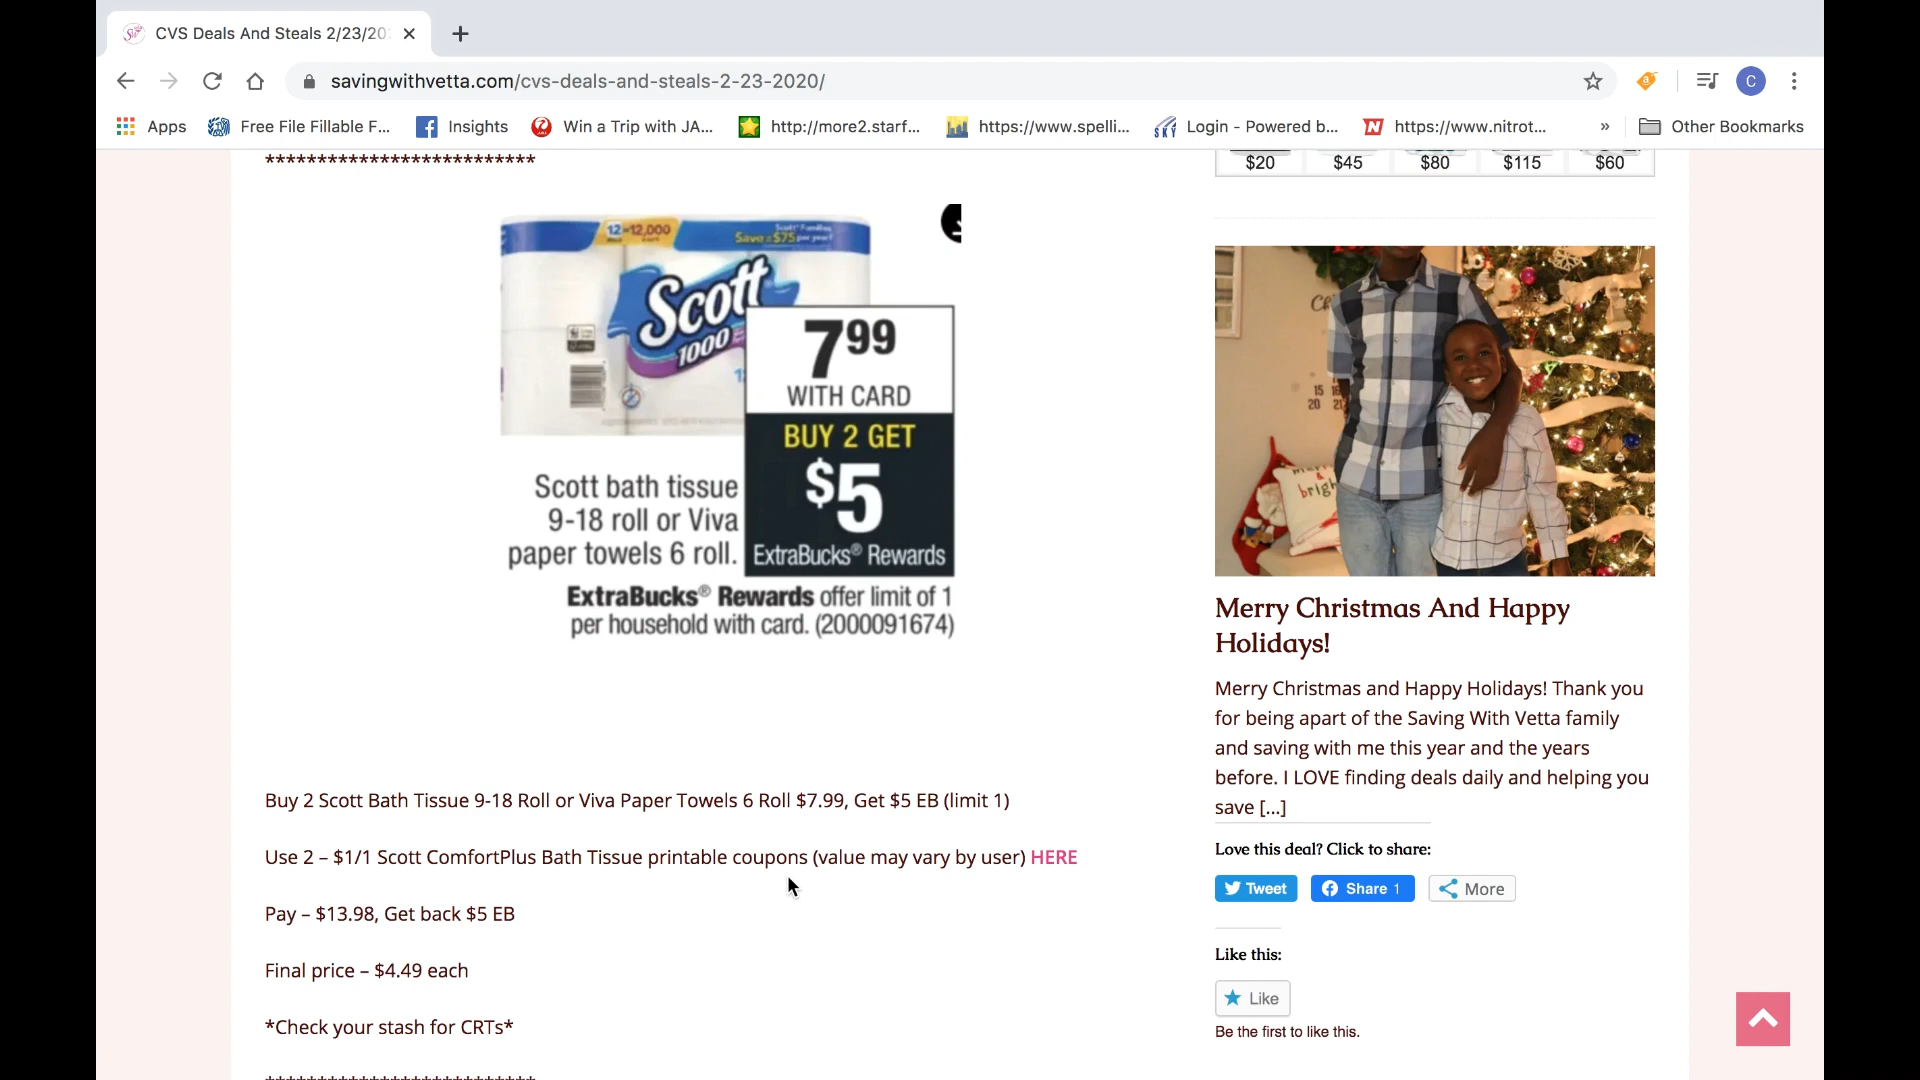 CVS Deals And Steals 2/23/20
savingwithvetta.com/cvs-deals-and-steals-2-23-2020/
C
Apps
Free File Fillable F...
Insights
Win a Trip with JA...
http://more2.starf...
https://www.spelli...
Login - Powered b...
https://www.nitrot...
»
Other Bookmarks
**************************
12=12,000
Save $75 per year!
Scott
1000
7.99
WITH CARD
BUY 2 GET
$5
ExtraBucks® Rewards
Scott bath tissue
9-18 roll or Viva
paper towels 6 roll.
ExtraBucks® Rewards offer limit of 1
per household with card. (2000091674)
Buy 2 Scott Bath Tissue 9-18 Roll or Viva Paper Towels 6 Roll $7.99, Get $5 EB (limit 1)
Use 2 – $1/1 Scott ComfortPlus Bath Tissue printable coupons (value may vary by user) HERE
Pay – $13.98, Get back $5 EB
Final price – $4.49 each
*Check your stash for CRTs*
**************************
$20 $45 $80 $115 $60
Merry Christmas And Happy
Holidays!
Merry Christmas and Happy Holidays! Thank you
for being apart of the Saving With Vetta family
and saving with me this year and the years
before. I LOVE finding deals daily and helping you
save [...]
Love this deal? Click to share:
Tweet
Share 1
More
Like this:
Like
Be the first to like this.